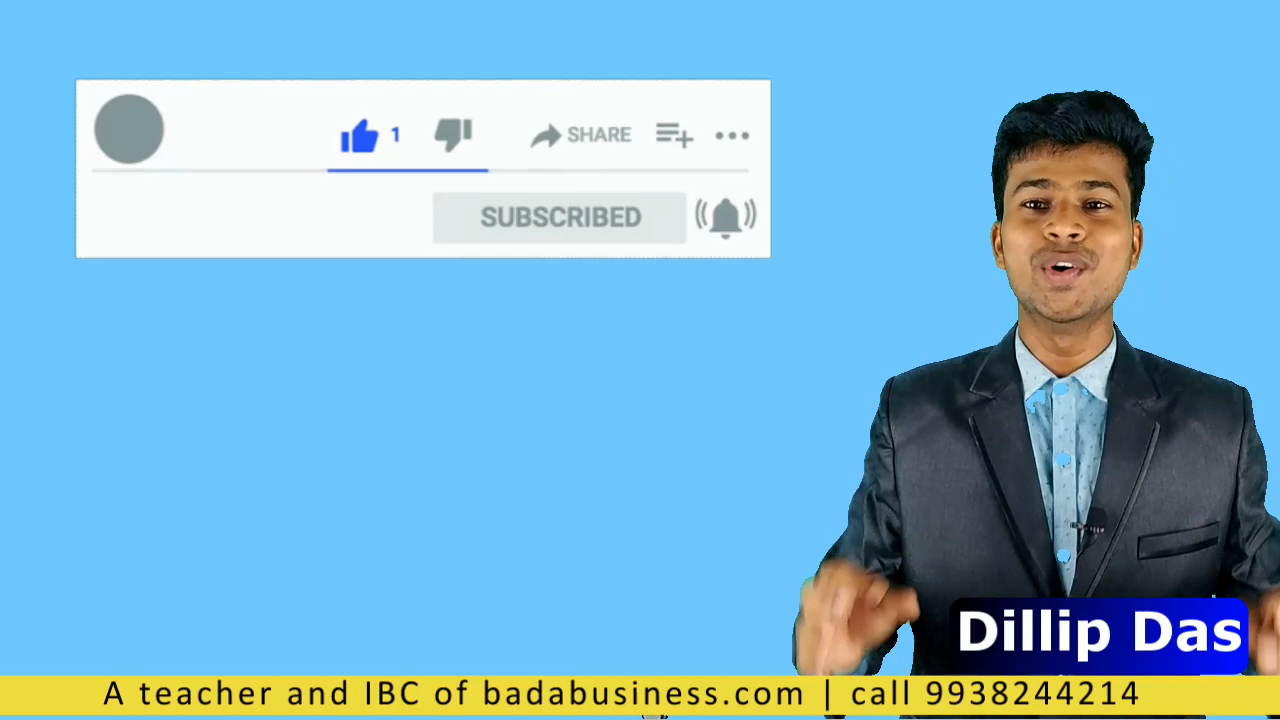 1
SHARE
SUBSCRIBED
Dillip Das
A teacher and IBC of badabusiness.com | call 9938244214